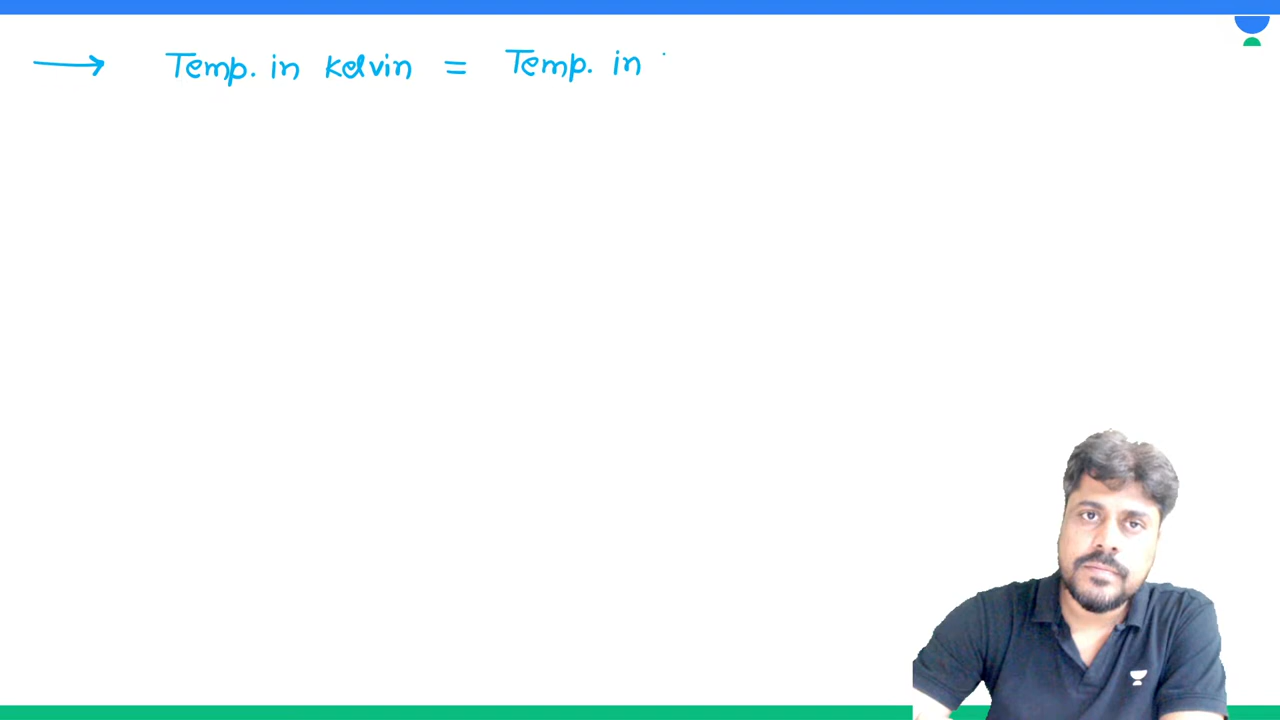 ⟶ Temp. in kelvin = Temp. in